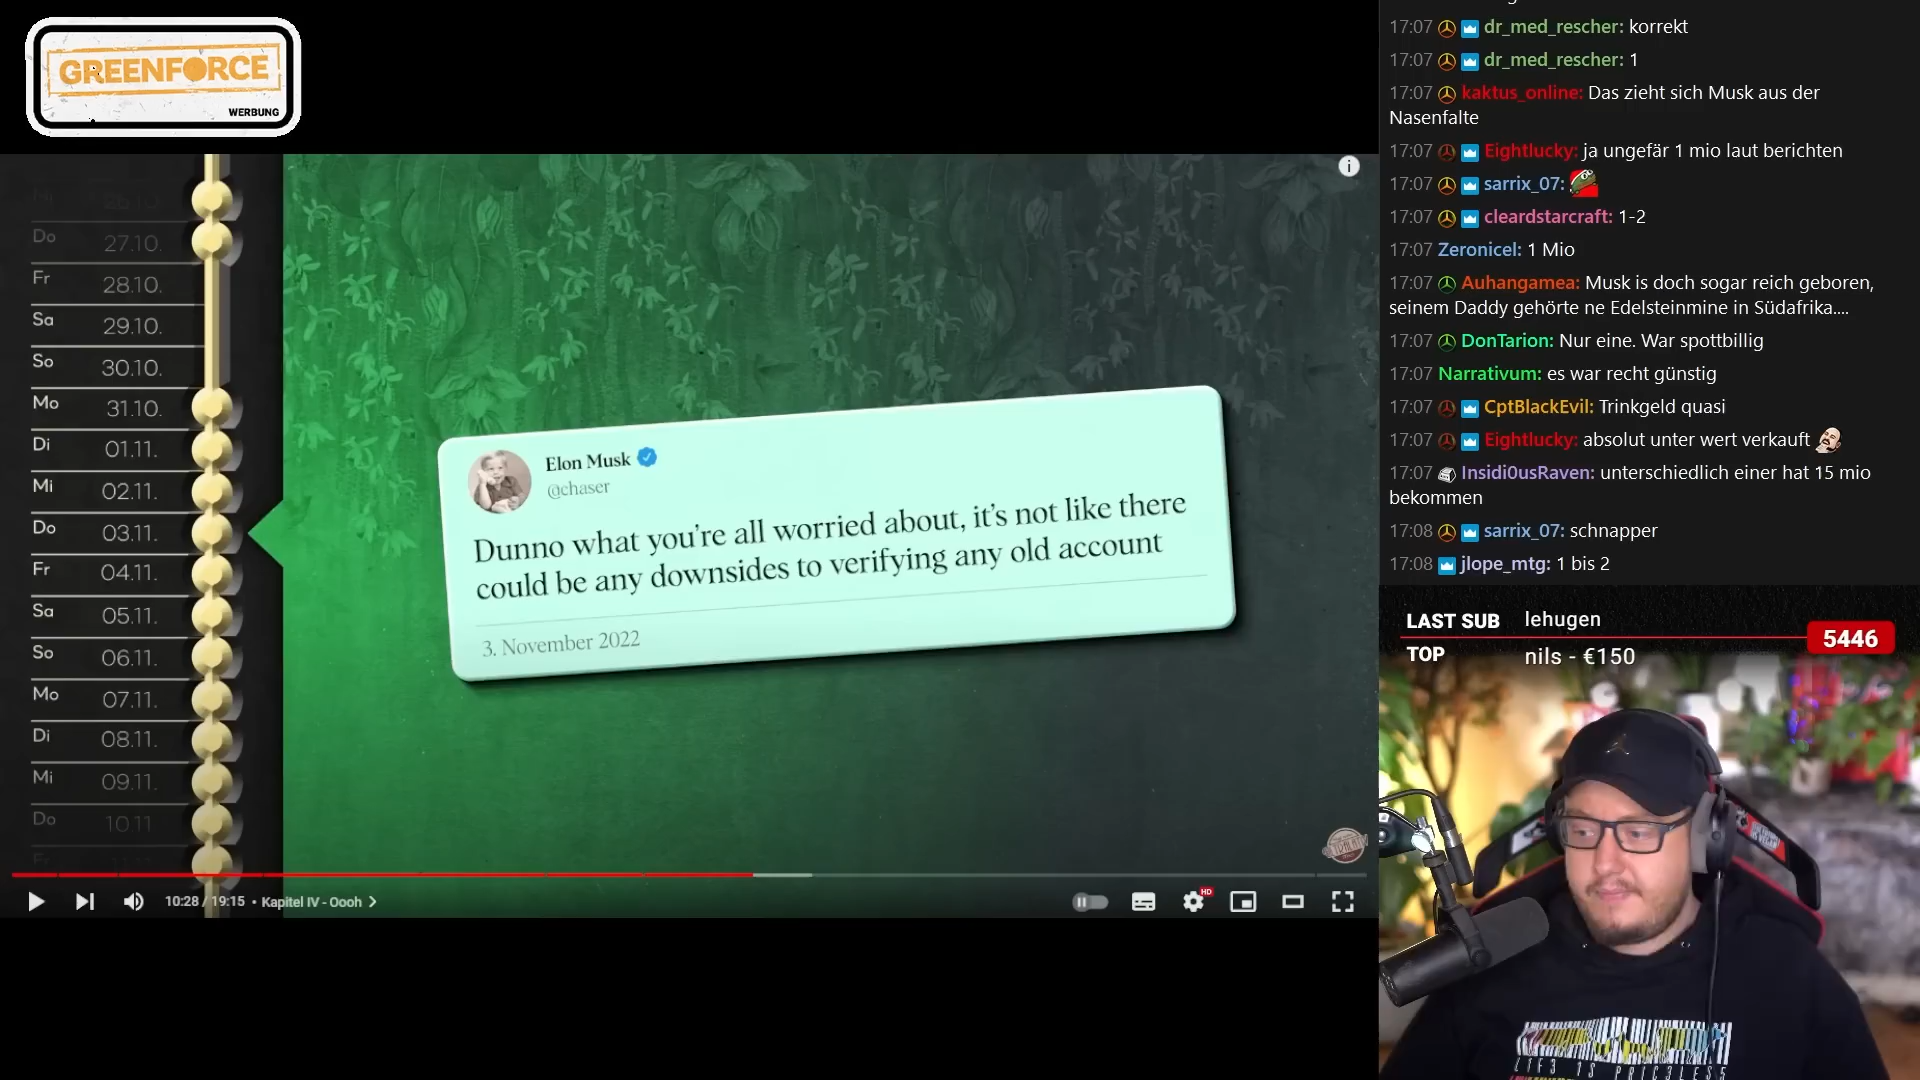 GREENFORCE
WERBUNG
Mi 26.10.
Do 27.10.
Fr 28.10.
Sa 29.10.
So 30.10.
Mo 31.10.
Di 01.11.
Mi 02.11.
Do 03.11.
Fr 04.11.
Sa 05.11.
So 06.11.
Mo 07.11.
Di 08.11.
Mi 09.11.
Do 10.11
Elon Musk
@chaser
Dunno what you're all worried about, it's not like there
could be any downsides to verifying any old account
3. November 2022
10:28 / 19:15 • Kapitel IV - Oooh
HD
17:07 dr_med_rescher: korrekt
17:07 dr_med_rescher: 1
17:07 kaktus_online: Das zieht sich Musk aus der
Nasenfalte
17:07 Eightlucky: ja ungefär 1 mio laut berichten
17:07 sarrix_07:
17:07 cleardstarcraft: 1-2
17:07 Zeronicel: 1 Mio
17:07 Auhangamea: Musk is doch sogar reich geboren,
seinem Daddy gehörte ne Edelsteinmine in Südafrika....
17:07 DonTarion: Nur eine. War spottbillig
17:07 Narrativum: es war recht günstig
17:07 CptBlackEvil: Trinkgeld quasi
17:07 Eightlucky: absolut unter wert verkauft
17:07 Insidi0usRaven: unterschiedlich einer hat 15 mio
bekommen
17:08 sarrix_07: schnapper
17:08 jlope_mtg: 1 bis 2
LAST SUB lehugen
TOP nils - €150
5446
LIF3 IS PRIC3LESS